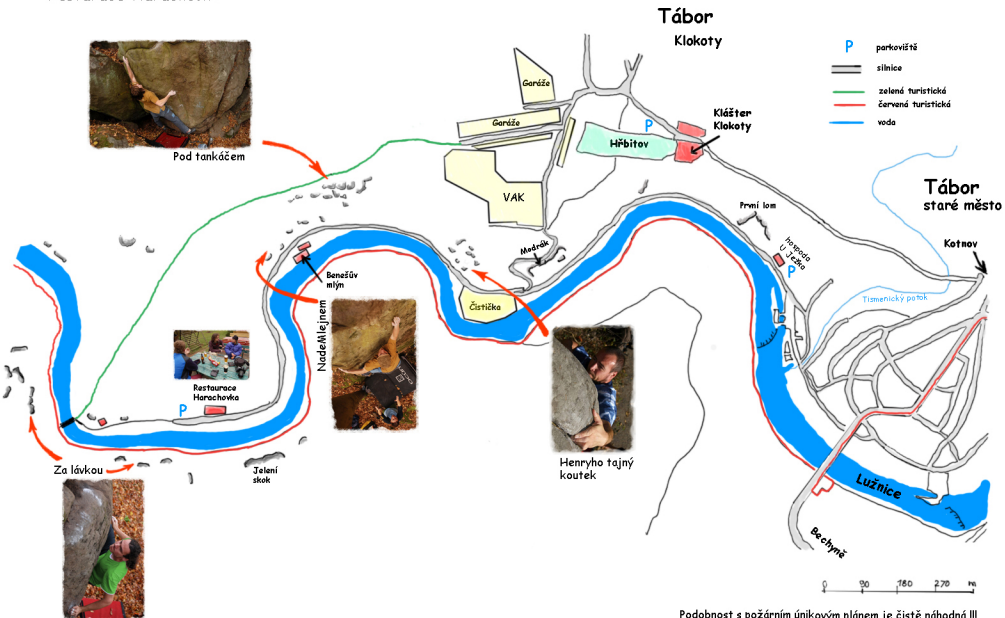 Tábor
Klokoty
P parkoviště
silnice
zelená turistická
červená turistická
voda
Garáže
Garáže
P
Hřbitov
Klášter
Klokoty
Pod tankáčem
VAK
Tábor
staré město
První lom
hospoda
U Ježka
P
Kotnov
Modrák
Benešův
mlýn
Čistička
Tismenický potok
NadeMlejnem
Restaurace
Harachovka
P
Za lávkou
Jelení
skok
Henryho tajný
koutek
Lužnice
Bechyně
0 90 180 270 m
Podobnost s požárním únikovým plánem je čistě náhodná !!!